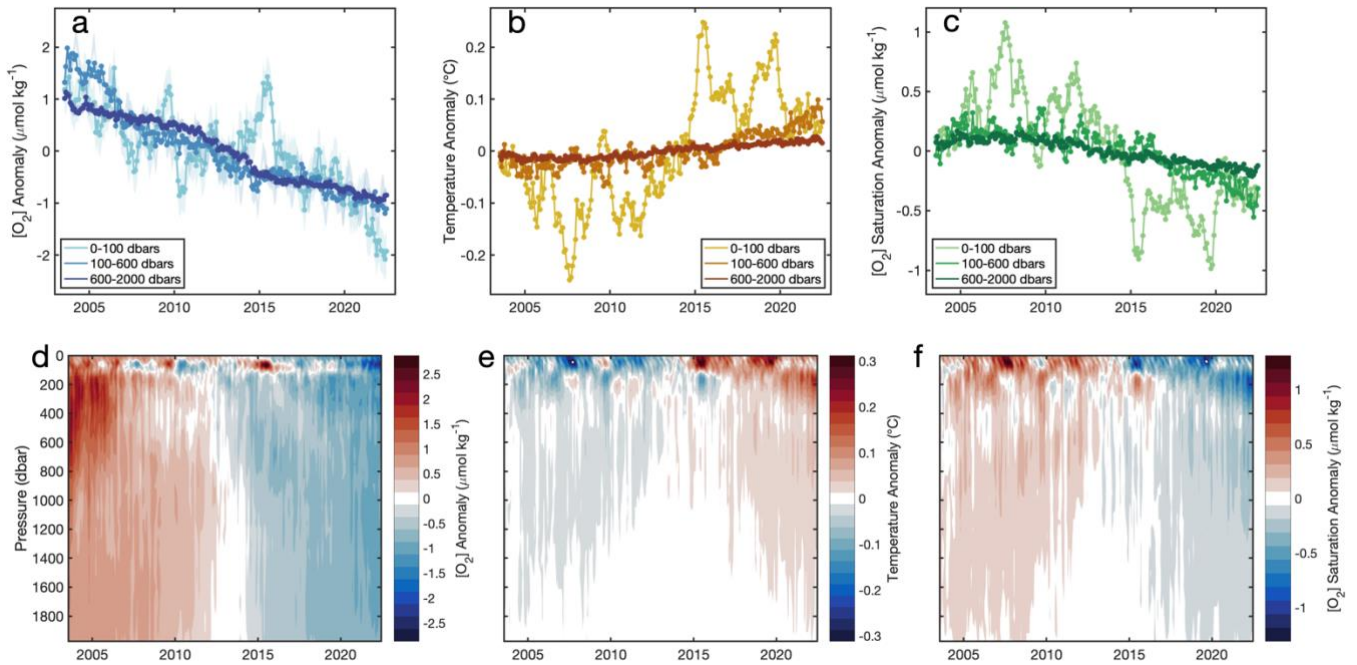 a
[O₂] Anomaly (μmol kg⁻¹)
2
1
0
-1
-2
0-100 dbars
100-600 dbars
600-2000 dbars
2005 2010 2015 2020
b
Temperature Anomaly (°C)
0.2
0.1
0
-0.1
-0.2
0-100 dbars
100-600 dbars
600-2000 dbars
2005 2010 2015 2020
c
[O₂] Saturation Anomaly (μmol kg⁻¹)
1
0.5
0
-0.5
-1
0-100 dbars
100-600 dbars
600-2000 dbars
2005 2010 2015 2020
d
Pressure (dbar)
0
200
400
600
800
1000
1200
1400
1600
1800
2005 2010 2015 2020
2.5
2
1.5
1
0.5
0
-0.5
-1
-1.5
-2
-2.5
[O₂] Anomaly (μmol kg⁻¹)
e
2005 2010 2015 2020
0.3
0.2
0.1
0
-0.1
-0.2
-0.3
Temperature Anomaly (°C)
f
2005 2010 2015 2020
1
0.5
0
-0.5
-1
[O₂] Saturation Anomaly (μmol kg⁻¹)